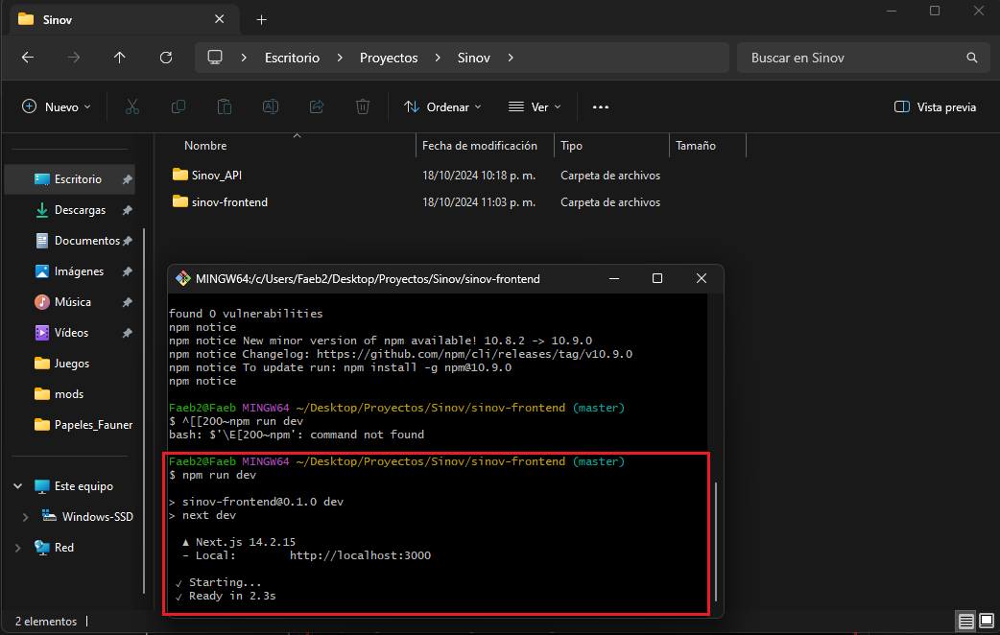 Sinov
Escritorio > Proyectos > Sinov >
Buscar en Sinov
Nuevo
Ordenar
Ver
Vista previa
Nombre
Fecha de modificación
Tipo
Tamaño
Sinov_API 18/10/2024 10:18 p. m. Carpeta de archivos
sinov-frontend 18/10/2024 11:03 p. m. Carpeta de archivos
Escritorio
Descargas
Documentos
Imágenes
Música
Vídeos
Juegos
mods
Papeles_Fauner
Este equipo
Windows-SSD
Red
2 elementos
MINGW64:/c/Users/Faeb2/Desktop/Proyectos/Sinov/sinov-frontend
found 0 vulnerabilities
npm notice
npm notice New minor version of npm available! 10.8.2 -> 10.9.0
npm notice Changelog: https://github.com/npm/cli/releases/tag/v10.9.0
npm notice To update run: npm install -g npm@10.9.0
npm notice
Faeb2@Faeb MINGW64 ~/Desktop/Proyectos/Sinov/sinov-frontend (master)
$ ^[[200~npm run dev
bash: $'\E[200~npm': command not found
Faeb2@Faeb MINGW64 ~/Desktop/Proyectos/Sinov/sinov-frontend (master)
$ npm run dev
> sinov-frontend@0.1.0 dev
> next dev
▲ Next.js 14.2.15
- Local: http://localhost:3000
✓ Starting...
✓ Ready in 2.3s